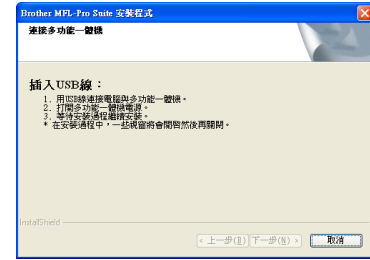 Brother MFL-Pro Suite 安裝程式
連接多功能一體機
插入USB線：
1. 用USB線連接電腦與多功能一體機。
2. 打開多功能一體機電源。
3. 等待安裝過程繼續安裝。
* 在安裝過程中，一些視窗將會開啓然後再關閉。
InstallShield
< 上一步(B) 下一步(N) > 取消